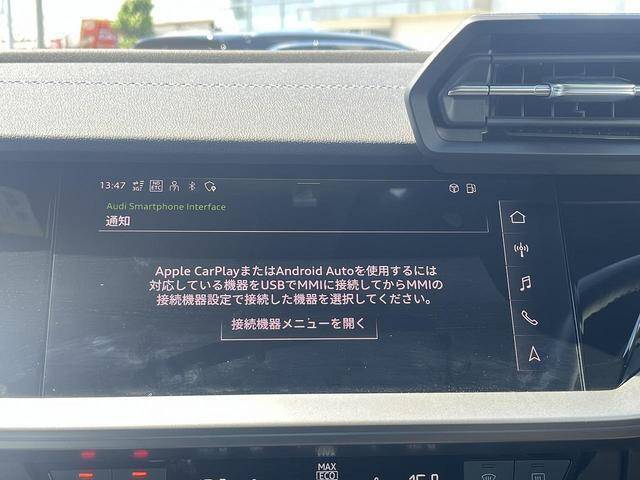 13:47 3G NO ETC
Audi Smartphone Interface
通知
Apple CarPlayまたはAndroid Autoを使用するには
対応している機器をUSBでMMIに接続してからMMIの
接続機器設定で接続した機器を選択してください。
接続機器メニューを開く
MAX
ECO